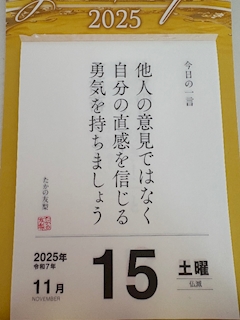 2025
今日の一言
他人の意見ではなく
自分の直感を信じる
勇気を持ちましょう
たかの友梨
2025年
令和7年
11月
NOVEMBER
15
土曜
仏滅